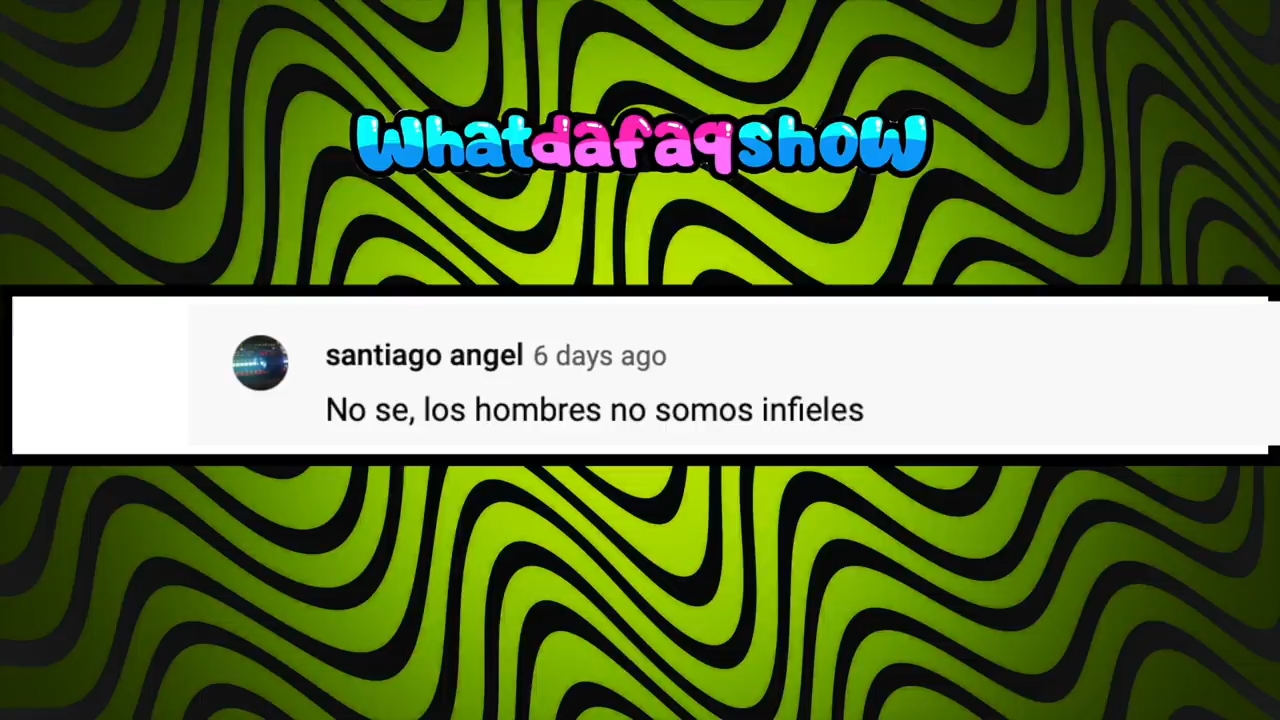 WhatdafaqshoW
santiago angel 6 days ago
No se, los hombres no somos infieles